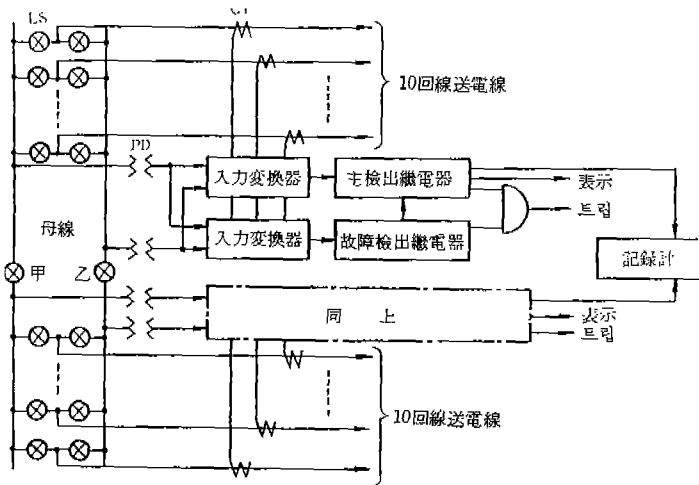 LS
CT
10回線送電線
PD
入力変換器
主検出継電器
表示
트립
入力変換器
故障検出継電器
母線
甲
乙
記録計
同 上
表示
트립
10回線送電線